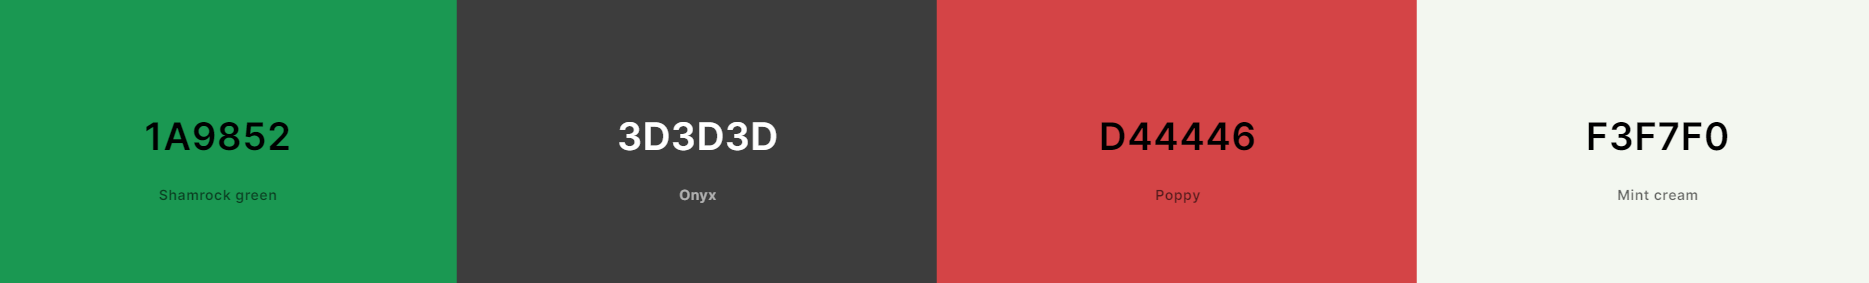 1A9852
Shamrock green
3D3D3D
Onyx
D44446
Poppy
F3F7F0
Mint cream